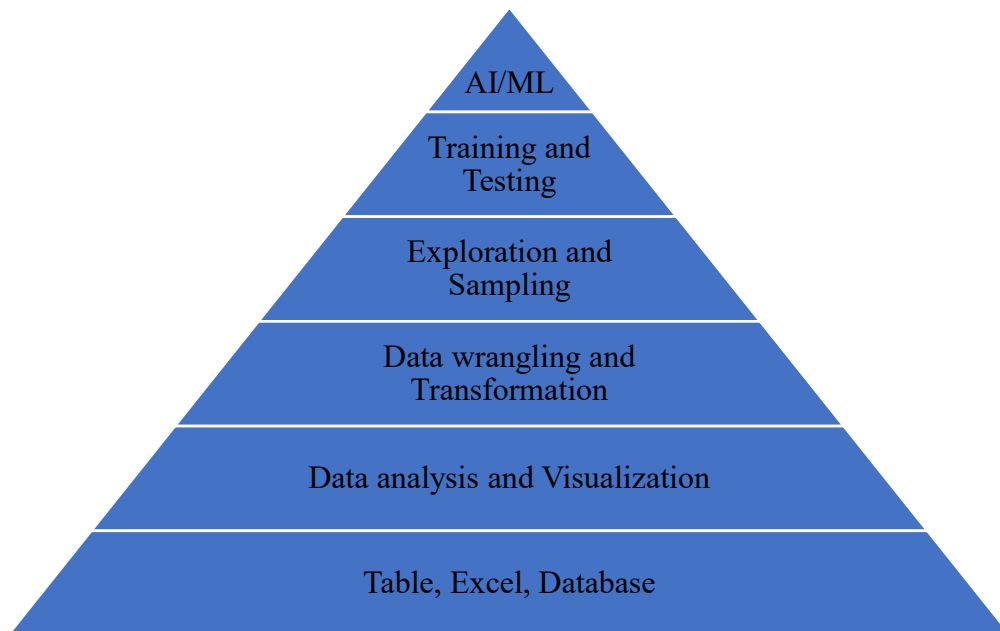 AI/ML
Training and
Testing
Exploration and
Sampling
Data wrangling and
Transformation
Data analysis and Visualization
Table, Excel, Database